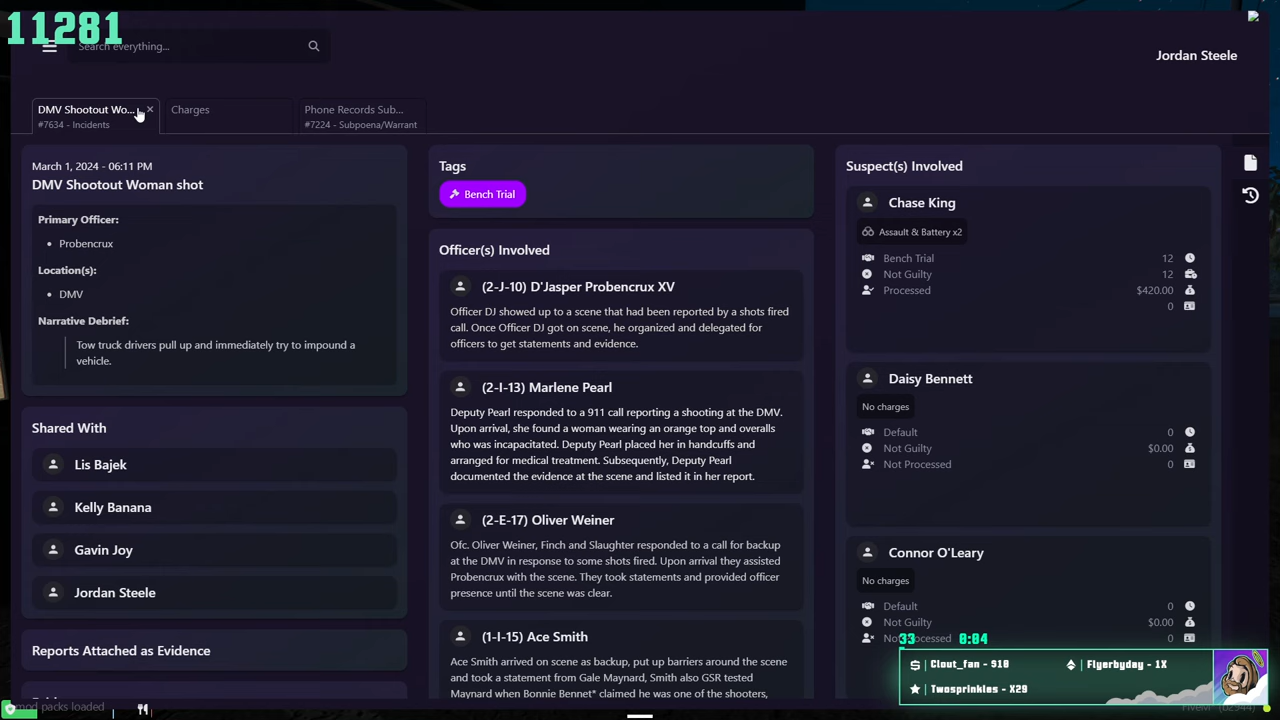 11281
Search everything...
Jordan Steele
DMV Shootout Wo...
#7634 - Incidents
Charges
Phone Records Sub...
#7224 - Subpoena/Warrant
March 1, 2024 - 06:11 PM
DMV Shootout Woman shot
Primary Officer:
Probencrux
Location(s):
DMV
Narrative Debrief:
Tow truck drivers pull up and immediately try to impound a
vehicle.
Shared With
Lis Bajek
Kelly Banana
Gavin Joy
Jordan Steele
Reports Attached as Evidence
Tags
Bench Trial
Officer(s) Involved
(2-J-10) D'Jasper Probencrux XV
Officer DJ showed up to a scene that had been reported by a shots fired
call. Once Officer DJ got on scene, he organized and delegated for
officers to get statements and evidence.
(2-I-13) Marlene Pearl
Deputy Pearl responded to a 911 call reporting a shooting at the DMV.
Upon arrival, she found a woman wearing an orange top and overalls
who was incapacitated. Deputy Pearl placed her in handcuffs and
arranged for medical treatment. Subsequently, Deputy Pearl
documented the evidence at the scene and listed it in her report.
(2-E-17) Oliver Weiner
Ofc. Oliver Weiner, Finch and Slaughter responded to a call for backup
at the DMV in response to some shots fired. Upon arrival they assisted
Probencrux with the scene. They took statements and provided officer
presence until the scene was clear.
(1-I-15) Ace Smith
Ace Smith arrived on scene as backup, put up barriers around the scene
and took a statement from Gale Maynard, Smith also GSR tested
Maynard when Bonnie Bennet* claimed he was one of the shooters,
Suspect(s) Involved
Chase King
Assault & Battery x2
Bench Trial 12
Not Guilty 12
Processed $420.00
0
Daisy Bennett
No charges
Default 0
Not Guilty $0.00
Not Processed 0
Connor O'Leary
No charges
Default 0
Not Guilty $0.00
Processed 0
33 0:04
Clout_fan - $10
Flyerbyday - 1X
Twosprinkles - X29
mod packs loaded